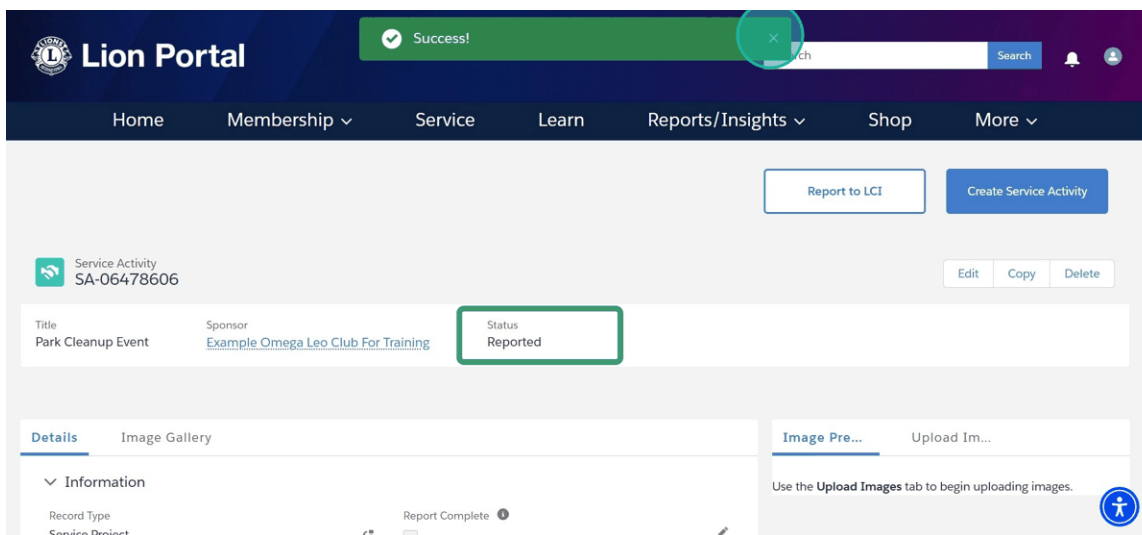 Success!
Lion Portal
Search
Home Membership Service Learn Reports/Insights Shop More
Report to LCI Create Service Activity
Service Activity
SA-06478606
Edit Copy Delete
Title Sponsor Status
Park Cleanup Event Example Omega Leo Club For Training Reported
Details Image Gallery Image Pre... Upload Im...
Information
Use the Upload Images tab to begin uploading images.
Record Type Report Complete
Service Project